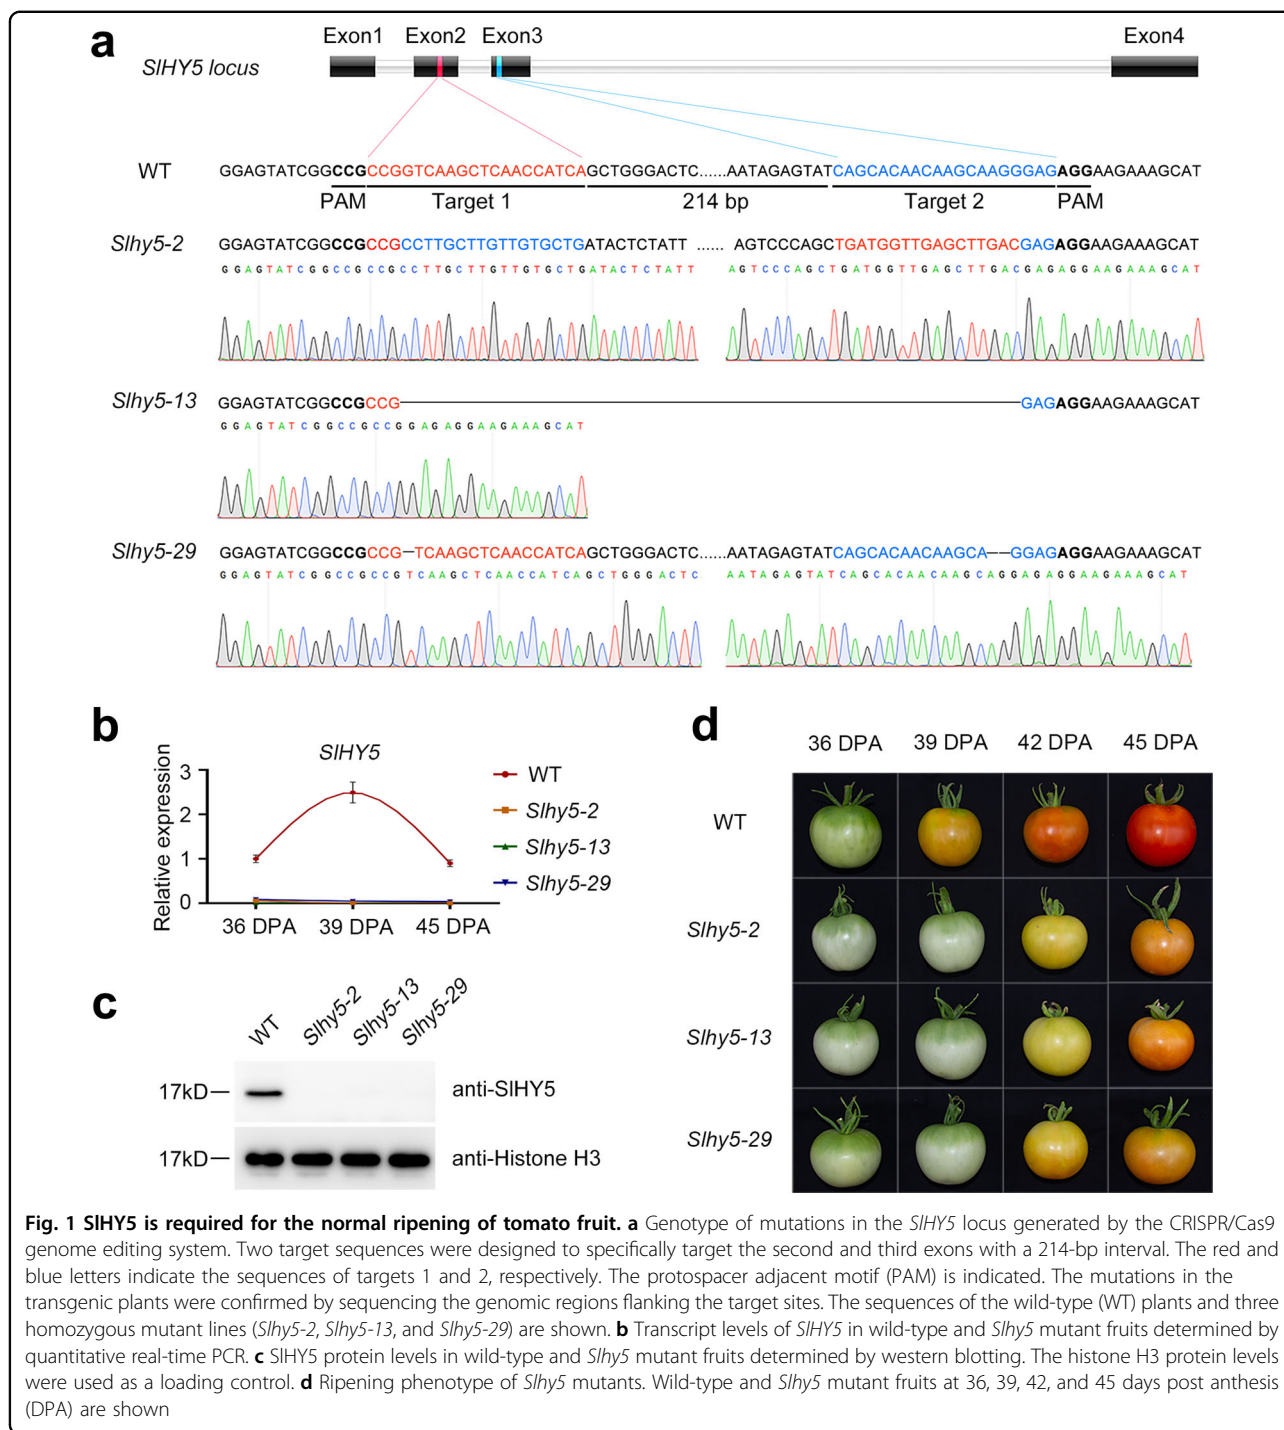 a
Exon1 Exon2 Exon3 Exon4
SlHY5 locus
WT GGAGTATCGGCCGCCGGTCAAGCTCAACCATCAGCTGGGACTC......AATAGAGTATCAGCACAACAAGCAAGGGAGAGGAAGAAAGCAT
PAM Target 1 214 bp Target 2 PAM
Slhy5-2 GGAGTATCGGCCGCCGCCTTGCTTGTTGTGCTGATACTCTATT ...... AGTCCCAGCTGATGGTTGAGCTTGACGAGAGGAAGAAAGCAT
GGAGTATCGGCCGCCGCCTTGCTTGTTGTGCTGATACTCTATT AGTCCCAGCTGATGGTTGAGCTTGACGAGAGGAAGAAAGCAT
Slhy5-13 GGAGTATCGGCCGCCG GAGAGGAAGAAAGCAT
GGAGTATCGGCCGCCGGAGAGGAAGAAAGCAT
Slhy5-29 GGAGTATCGGCCGCCG–TCAAGCTCAACCATCAGCTGGGACTC......AATAGAGTATCAGCACAACAAGCA––GGAGAGGAAGAAAGCAT
GGAGTATCGGCCGCCGTCAAGCTCAACCATCAGCTGGGACTC AATAGAGTATCAGCACAACAAGCAGGAGAGGAAGAAAGCAT
b
SlHY5
Relative expression
3
2
1
0
36 DPA 39 DPA 45 DPA
WT
Slhy5-2
Slhy5-13
Slhy5-29
c
WT Slhy5-2 Slhy5-13 Slhy5-29
17kD anti-SlHY5
17kD anti-Histone H3
d
36 DPA 39 DPA 42 DPA 45 DPA
WT
Slhy5-2
Slhy5-13
Slhy5-29
Fig. 1 SlHY5 is required for the normal ripening of tomato fruit. a Genotype of mutations in the SlHY5 locus generated by the CRISPR/Cas9
genome editing system. Two target sequences were designed to specifically target the second and third exons with a 214-bp interval. The red and
blue letters indicate the sequences of targets 1 and 2, respectively. The protospacer adjacent motif (PAM) is indicated. The mutations in the
transgenic plants were confirmed by sequencing the genomic regions flanking the target sites. The sequences of the wild-type (WT) plants and three
homozygous mutant lines (Slhy5-2, Slhy5-13, and Slhy5-29) are shown. b Transcript levels of SlHY5 in wild-type and Slhy5 mutant fruits determined by
quantitative real-time PCR. c SlHY5 protein levels in wild-type and Slhy5 mutant fruits determined by western blotting. The histone H3 protein levels
were used as a loading control. d Ripening phenotype of Slhy5 mutants. Wild-type and Slhy5 mutant fruits at 36, 39, 42, and 45 days post anthesis
(DPA) are shown